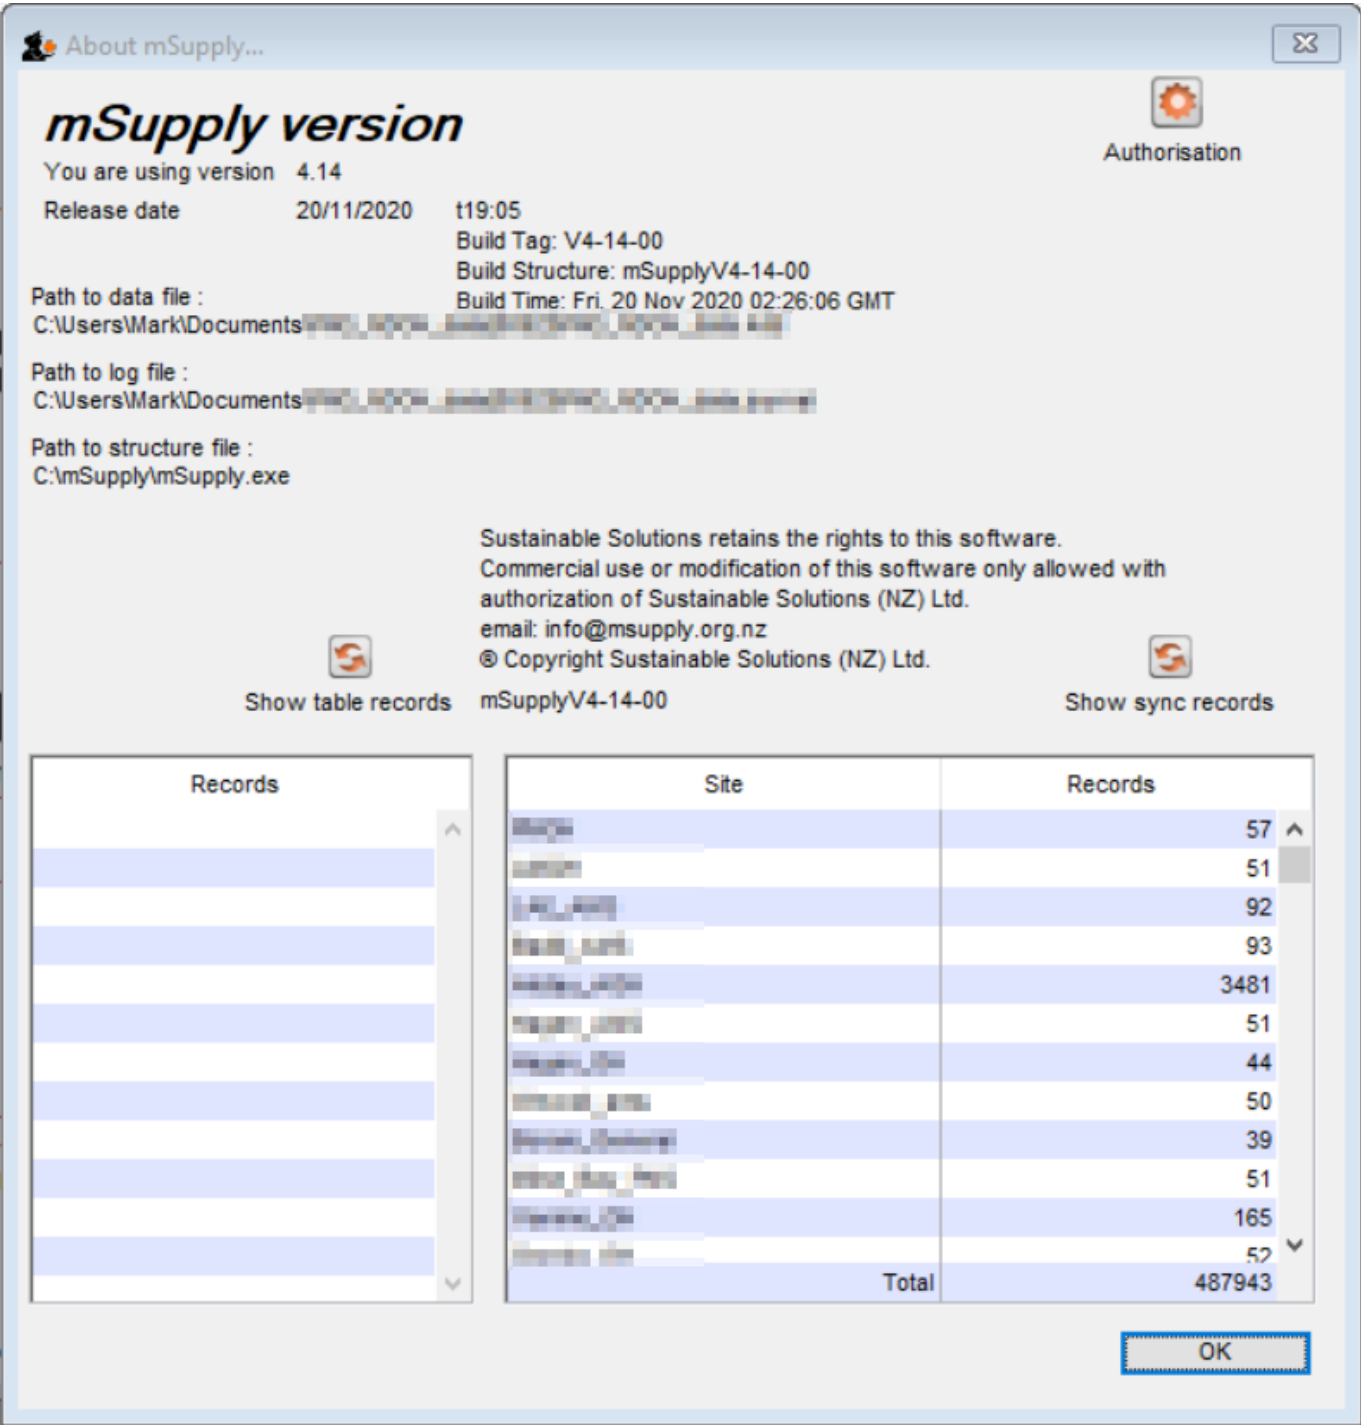 About mSupply...
mSupply version
Authorisation
You are using version 4.14
Release date 20/11/2020 t19:05
Build Tag: V4-14-00
Build Structure: mSupplyV4-14-00
Build Time: Fri, 20 Nov 2020 02:26:06 GMT
Path to data file :
C:\Users\Mark\Documents
Path to log file :
C:\Users\Mark\Documents
Path to structure file :
C:\mSupply\mSupply.exe
Sustainable Solutions retains the rights to this software.
Commercial use or modification of this software only allowed with
authorization of Sustainable Solutions (NZ) Ltd.
email: info@msupply.org.nz
® Copyright Sustainable Solutions (NZ) Ltd.
Show table records
mSupplyV4-14-00
Show sync records
Records
Site Records
57
51
92
93
3481
51
44
50
39
51
165
52
Total 487943
OK